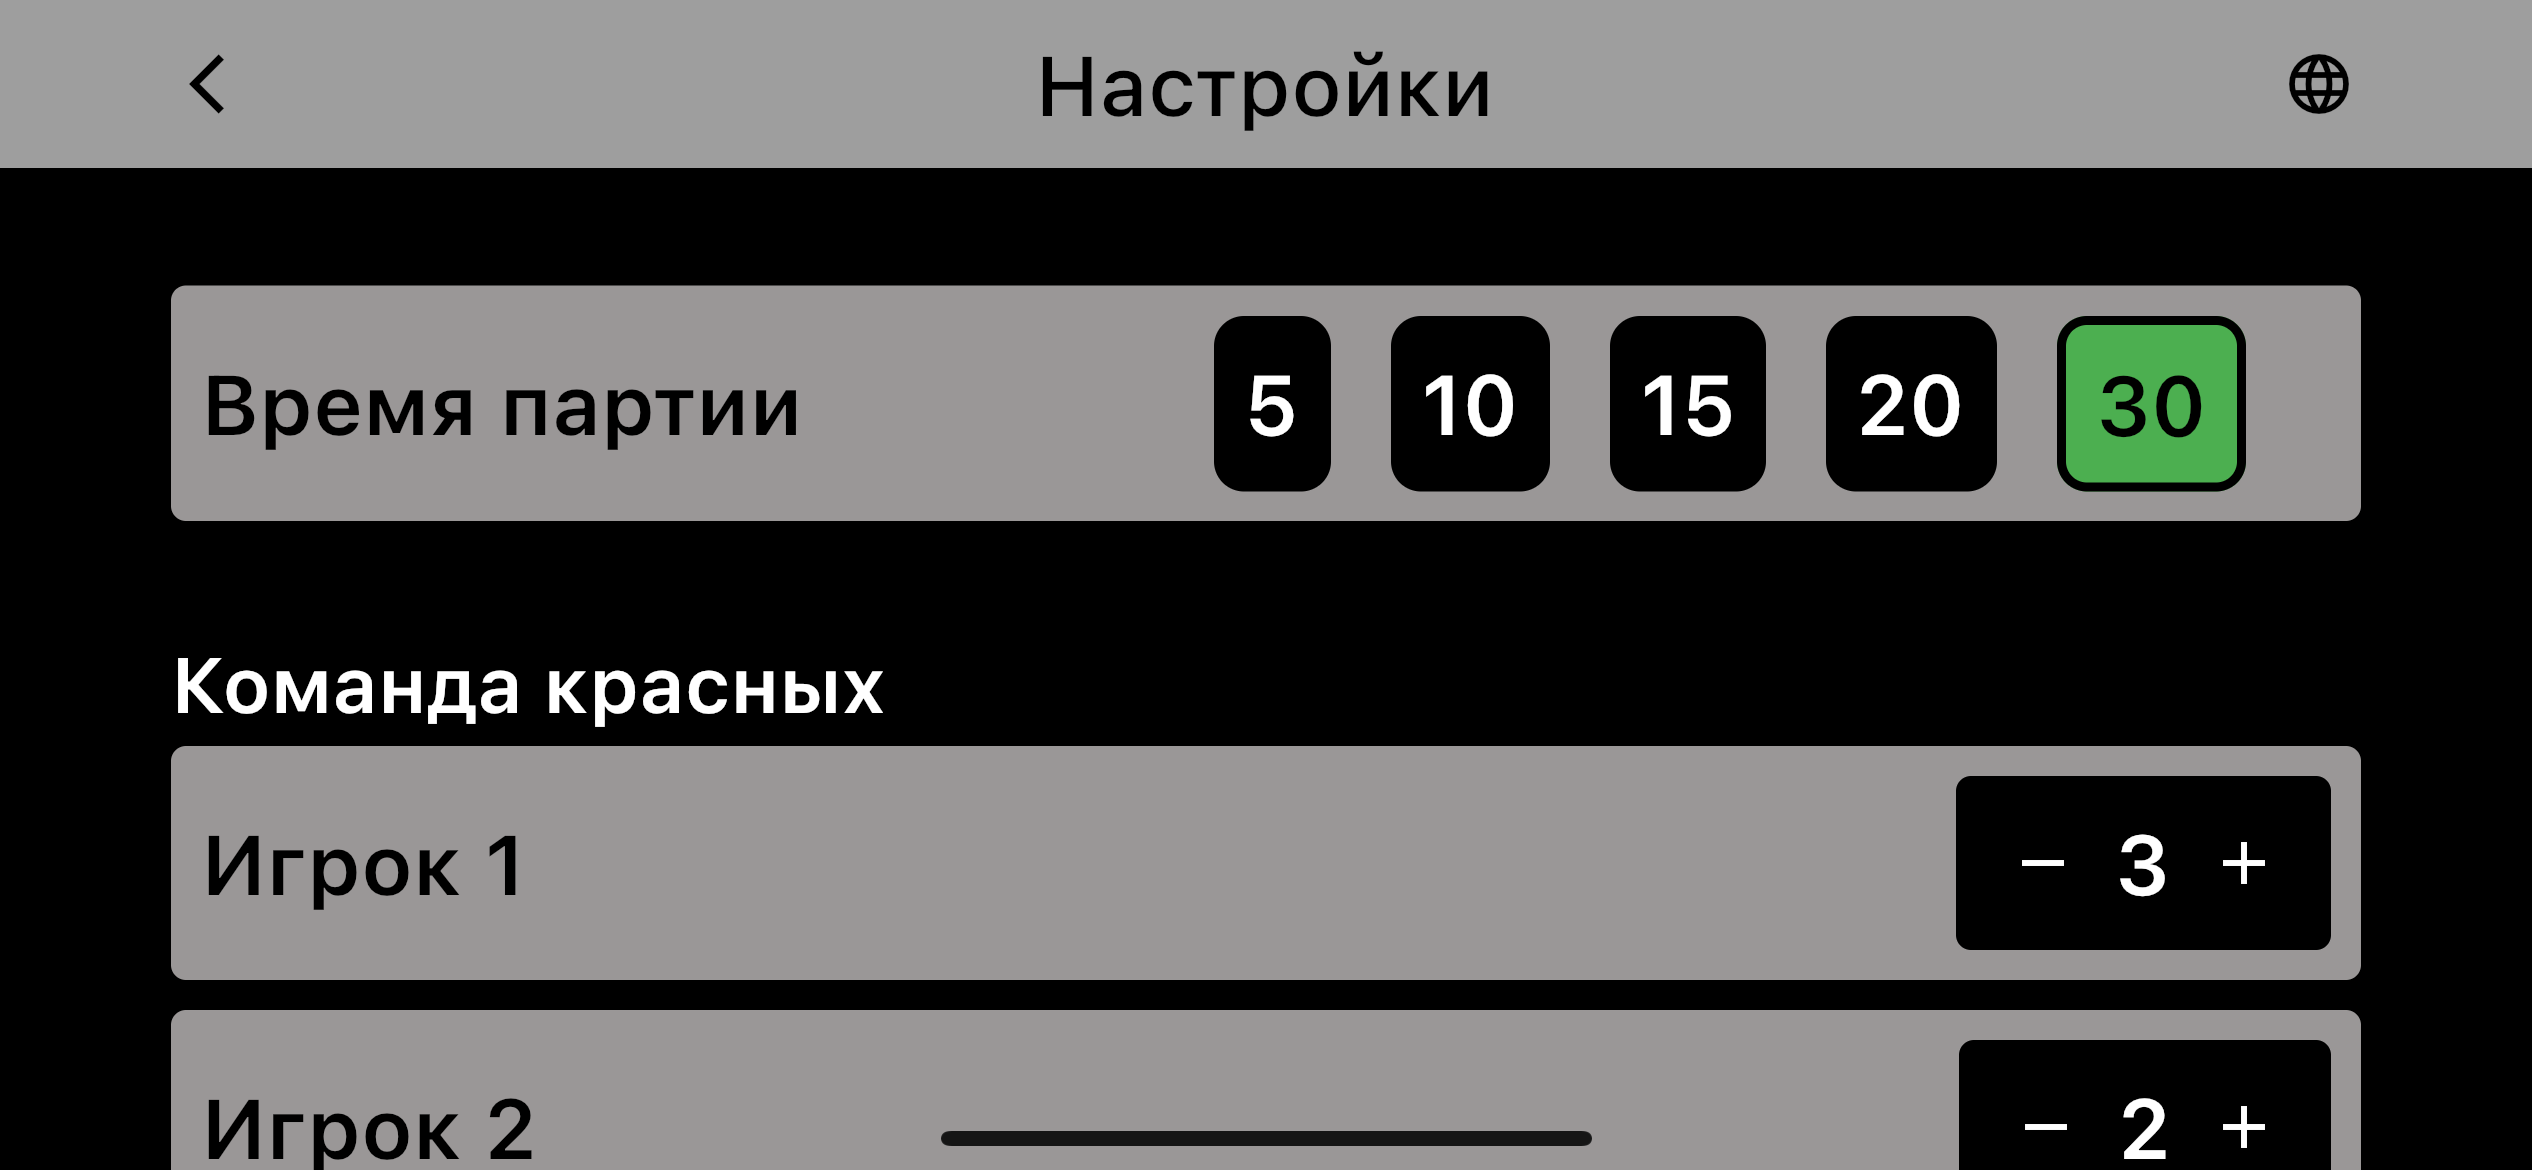 Настройки
Время партии 5 10 15 20 30
Команда красных
Игрок 1 − 3 +
Игрок 2 − 2 +